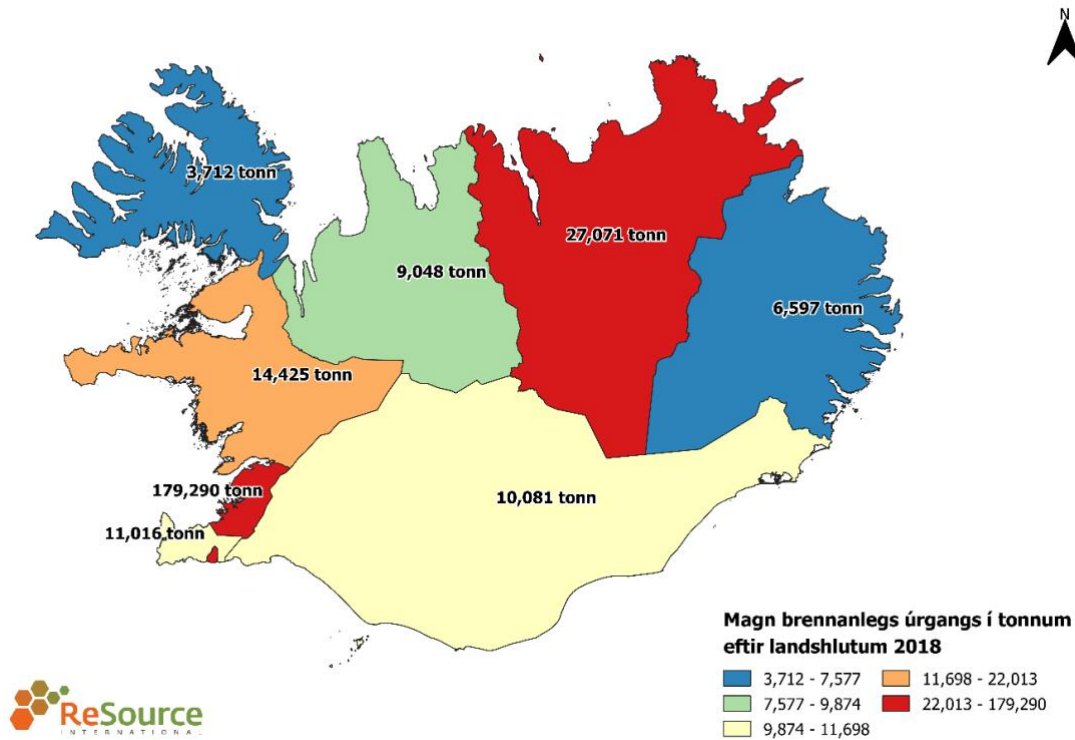 N
3,712 tonn
27,071 tonn
9,048 tonn
6,597 tonn
14,425 tonn
179,290 tonn
10,081 tonn
11,016 tonn
Magn brennanlegs úrgangs í tonnum
eftir landshlutum 2018
3,712 - 7,577
11,698 - 22,013
7,577 - 9,874
22,013 - 179,290
9,874 - 11,698
ReSource
INTERNATIONAL